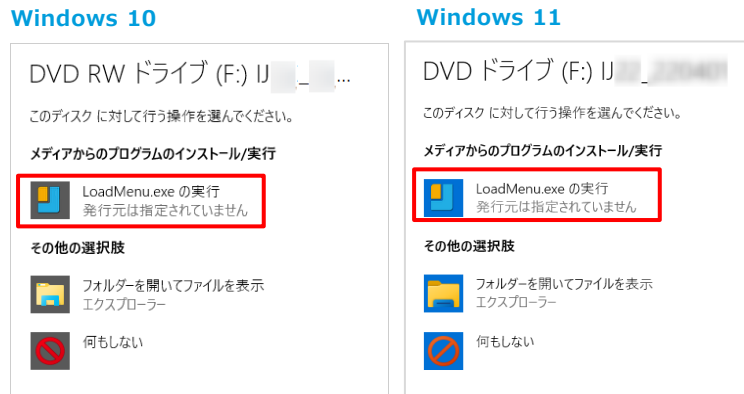 Windows 10
DVD RW ドライブ (F:) IJ _ ...
このディスク に対して行う操作を選んでください。
メディアからのプログラムのインストール/実行
LoadMenu.exe の実行
発行元は指定されていません
その他の選択肢
フォルダーを開いてファイルを表示
エクスプローラー
何もしない
Windows 11
DVD ドライブ (F:) IJ
このディスク に対して行う操作を選んでください。
メディアからのプログラムのインストール/実行
LoadMenu.exe の実行
発行元は指定されていません
その他の選択肢
フォルダーを開いてファイルを表示
エクスプローラー
何もしない